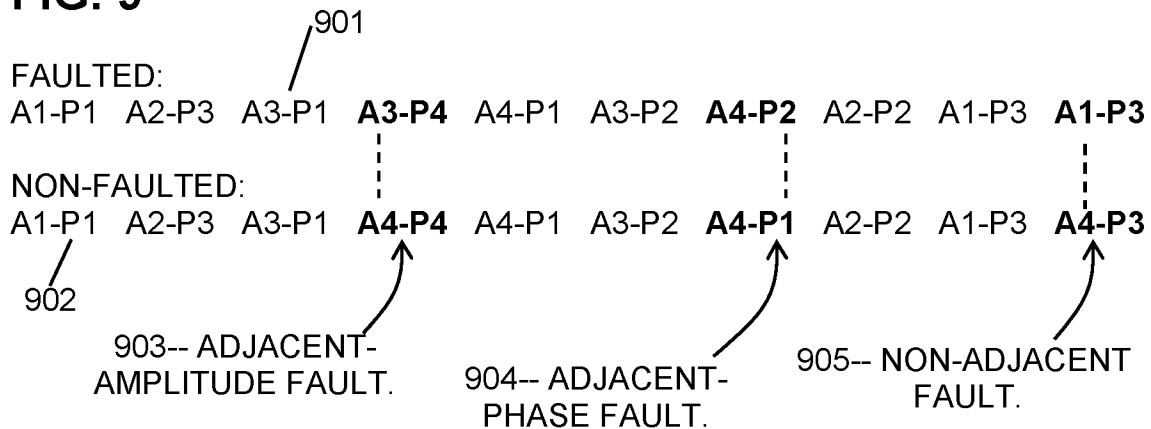 FIG. 9
901
FAULTED:
A1-P1 A2-P3 A3-P1 A3-P4 A4-P1 A3-P2 A4-P2 A2-P2 A1-P3 A1-P3
NON-FAULTED:
A1-P1 A2-P3 A3-P1 A4-P4 A4-P1 A3-P2 A4-P1 A2-P2 A1-P3 A4-P3
902
903-- ADJACENT-
AMPLITUDE FAULT.
904-- ADJACENT-
PHASE FAULT.
905-- NON-ADJACENT
FAULT.